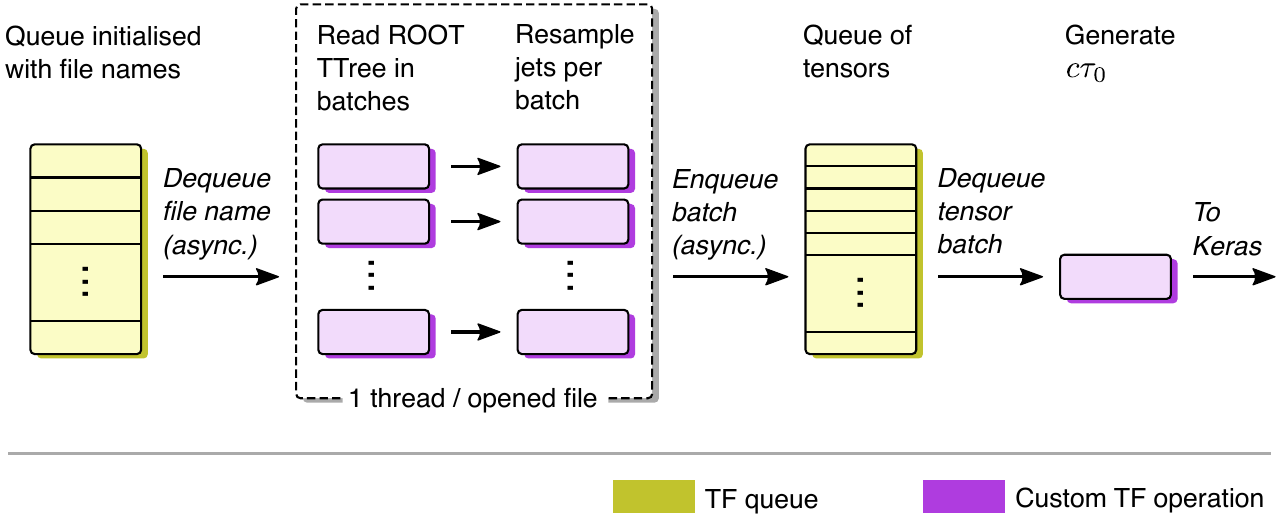 Queue initialised
with file names
Read ROOT
TTree in
batches
Resample
jets per
batch
Queue of
tensors
Generate
cτ₀
Dequeue
file name
(async.)
Enqueue
batch
(async.)
Dequeue
tensor
batch
To
Keras
1 thread / opened file
TF queue
Custom TF operation